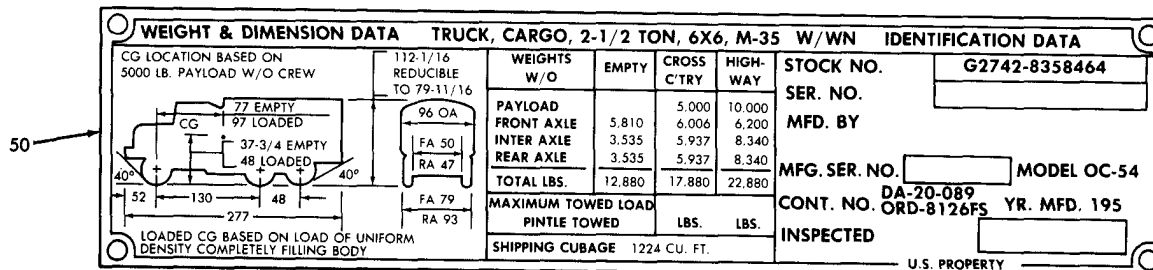 WEIGHT & DIMENSION DATA TRUCK, CARGO, 2-1/2 TON, 6X6, M-35 W/WN IDENTIFICATION DATA
CG LOCATION BASED ON
5000 LB. PAYLOAD W/O CREW
112-1/16
REDUCIBLE
TO 79-11/16
77 EMPTY
97 LOADED
CG
37-3/4 EMPTY
48 LOADED
40°
40°
52
130
48
277
96 OA
FA 50
RA 47
FA 79
RA 93
LOADED CG BASED ON LOAD OF UNIFORM
DENSITY COMPLETELY FILLING BODY
50
WEIGHTS W/O EMPTY CROSS C'TRY HIGH-WAY
PAYLOAD 5.000 10.000
FRONT AXLE 5,810 6.006 6,200
INTER AXLE 3.535 5.937 8.340
REAR AXLE 3.535 5.937 8.340
TOTAL LBS. 12,880 17.880 22,880
MAXIMUM TOWED LOAD
PINTLE TOWED LBS. LBS.
SHIPPING CUBAGE 1224 CU. FT.
STOCK NO. G2742-8358464
SER. NO.
MFD. BY
MFG. SER. NO. MODEL OC-54
CONT. NO. DA-20-089
ORD-8126FS YR. MFD. 195
INSPECTED
U.S. PROPERTY